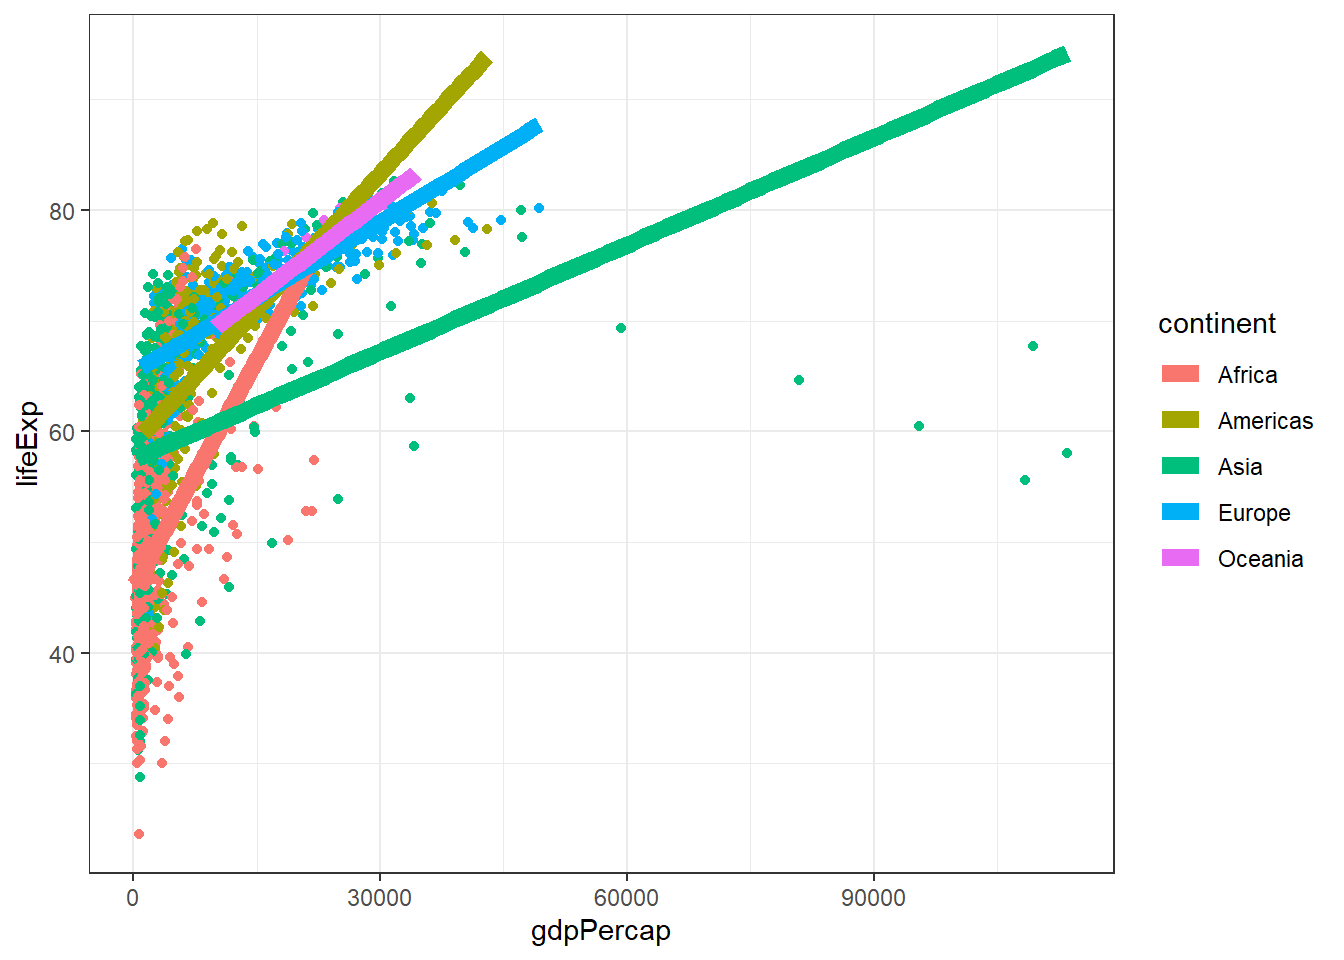 80
60
40
lifeExp
0 30000 60000 90000
gdpPercap
continent
Africa
Americas
Asia
Europe
Oceania